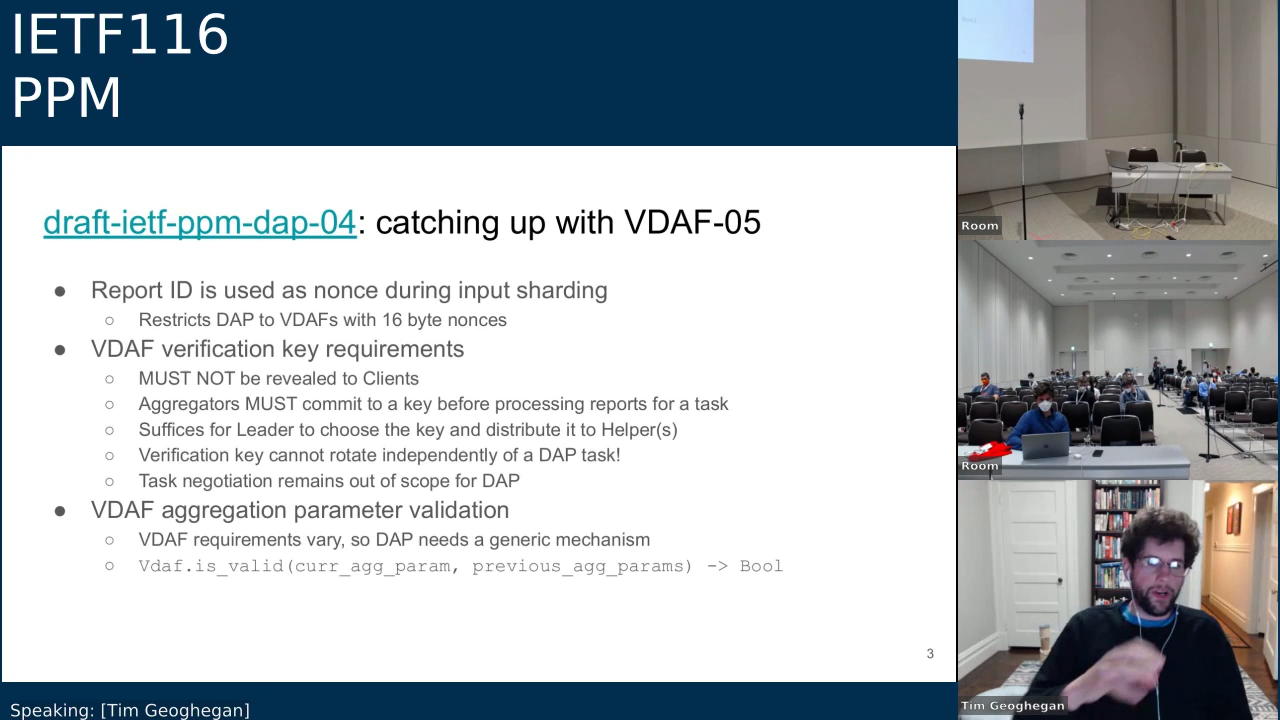 IETF116
PPM
draft-ietf-ppm-dap-04: catching up with VDAF-05
● Report ID is used as nonce during input sharding
○ Restricts DAP to VDAFs with 16 byte nonces
● VDAF verification key requirements
○ MUST NOT be revealed to Clients
○ Aggregators MUST commit to a key before processing reports for a task
○ Suffices for Leader to choose the key and distribute it to Helper(s)
○ Verification key cannot rotate independently of a DAP task!
○ Task negotiation remains out of scope for DAP
● VDAF aggregation parameter validation
○ VDAF requirements vary, so DAP needs a generic mechanism
○ Vdaf.is_valid(curr_agg_param, previous_agg_params) -> Bool
3
Speaking: [Tim Geoghegan]
Room
Room
Tim Geoghegan